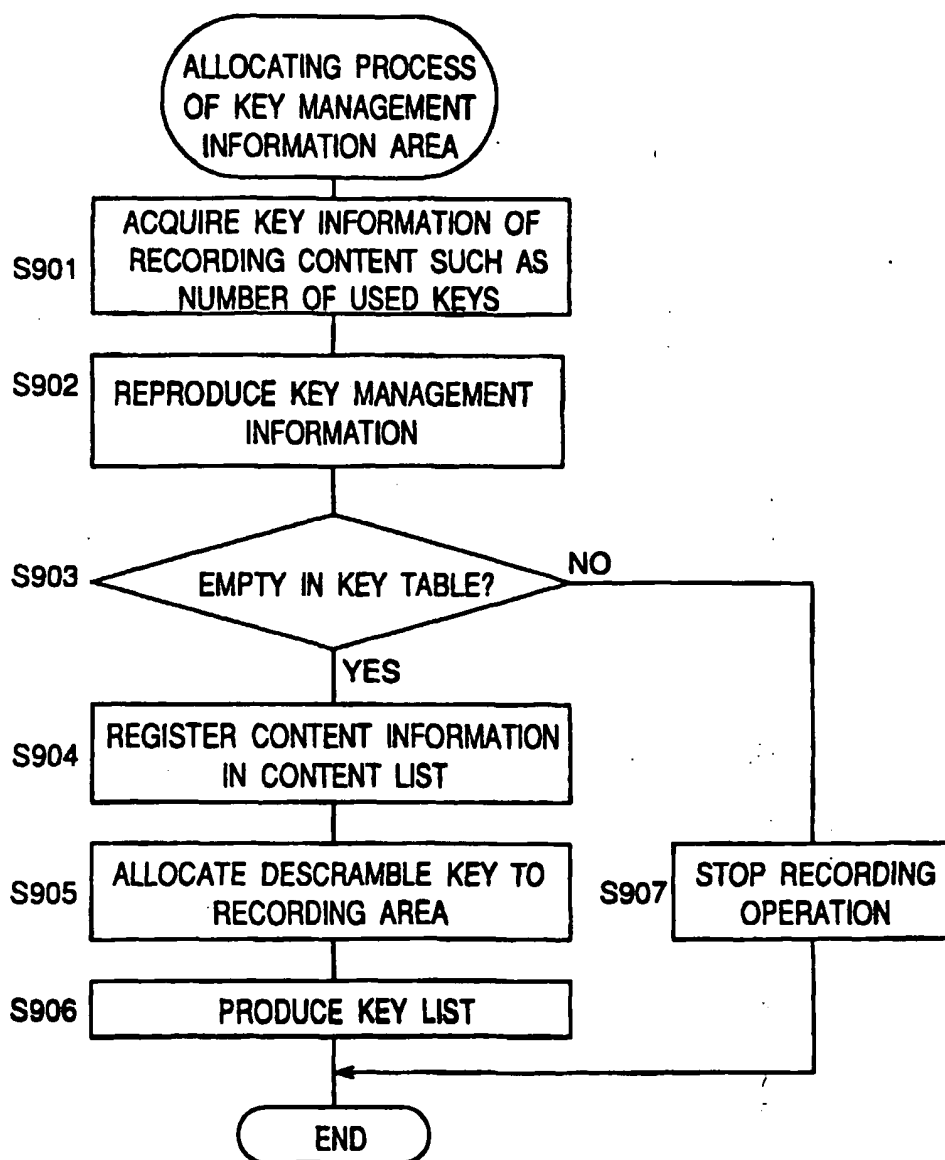 ALLOCATING PROCESS
OF KEY MANAGEMENT
INFORMATION AREA
S901
ACQUIRE KEY INFORMATION OF
RECORDING CONTENT SUCH AS
NUMBER OF USED KEYS
S902
REPRODUCE KEY MANAGEMENT
INFORMATION
S903
EMPTY IN KEY TABLE?
NO
YES
S904
REGISTER CONTENT INFORMATION
IN CONTENT LIST
S905
ALLOCATE DESCRAMBLE KEY TO
RECORDING AREA
S907
STOP RECORDING
OPERATION
S906
PRODUCE KEY LIST
END